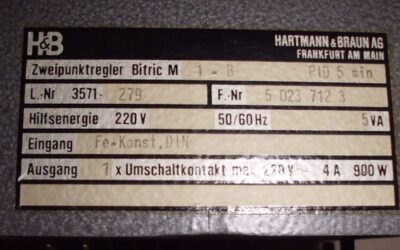 H&B HARTMANN & BRAUN AG
FRANKFURT AM MAIN
Zweipunktregler Bitric M 1 - B PID 5 min
L.-Nr 3571- 279 F.-Nr 5 023 712 3
Hilfsenergie 220 V 50/60 Hz 5 VA
Eingang Fe-Konst, DIN
Ausgang 1 x Umschaltkontakt max. 220 V~ 4 A 900 W